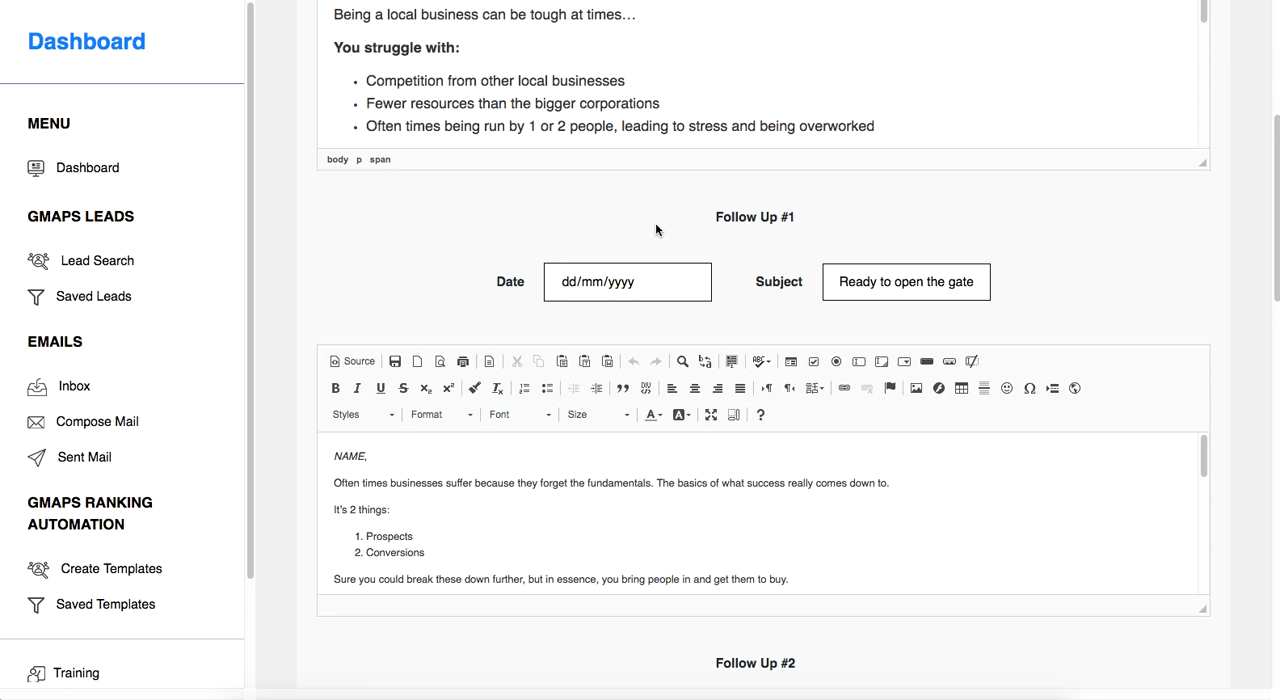 Dashboard
MENU
Dashboard
GMAPS LEADS
Lead Search
Saved Leads
EMAILS
Inbox
Compose Mail
Sent Mail
GMAPS RANKING
AUTOMATION
Create Templates
Saved Templates
Training
Being a local business can be tough at times…
You struggle with:
• Competition from other local businesses
• Fewer resources than the bigger corporations
• Often times being run by 1 or 2 people, leading to stress and being overworked
body p span
Follow Up #1
Date dd/mm/yyyy Subject Ready to open the gate
Source
Styles Format Font Size
NAME,
Often times businesses suffer because they forget the fundamentals. The basics of what success really comes down to.
It's 2 things:
1. Prospects
2. Conversions
Sure you could break these down further, but in essence, you bring people in and get them to buy.
Follow Up #2